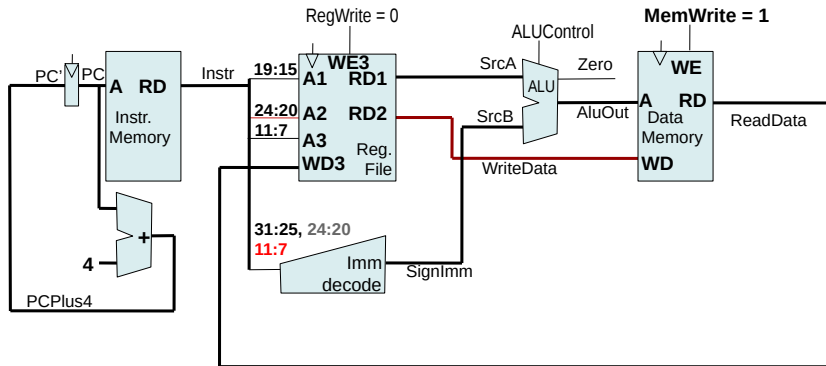 RegWrite = 0
MemWrite = 1
ALUControl
PC'
PC
A RD
Instr.
Memory
Instr
19:15
24:20
11:7
WE3
A1 RD1
A2 RD2
A3
WD3
Reg.
File
SrcA
SrcB
ALU
Zero
AluOut
WE
A RD
Data
Memory
WD
ReadData
WriteData
+
4
PCPlus4
31:25, 24:20
11:7
Imm
decode
SignImm